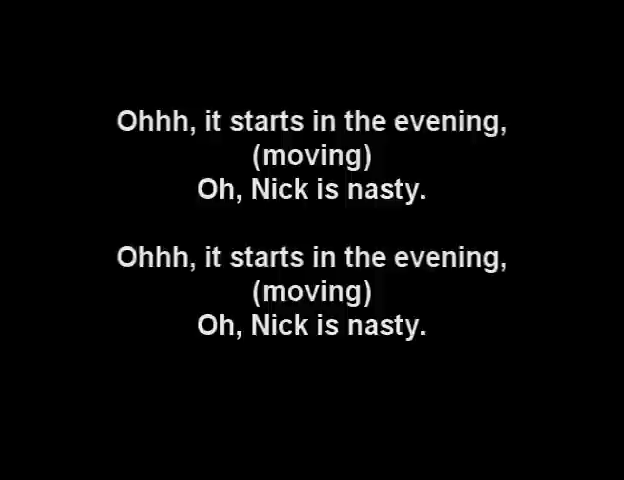 Ohhh, it starts in the evening,
(moving)
Oh, Nick is nasty.
Ohhh, it starts in the evening,
(moving)
Oh, Nick is nasty.